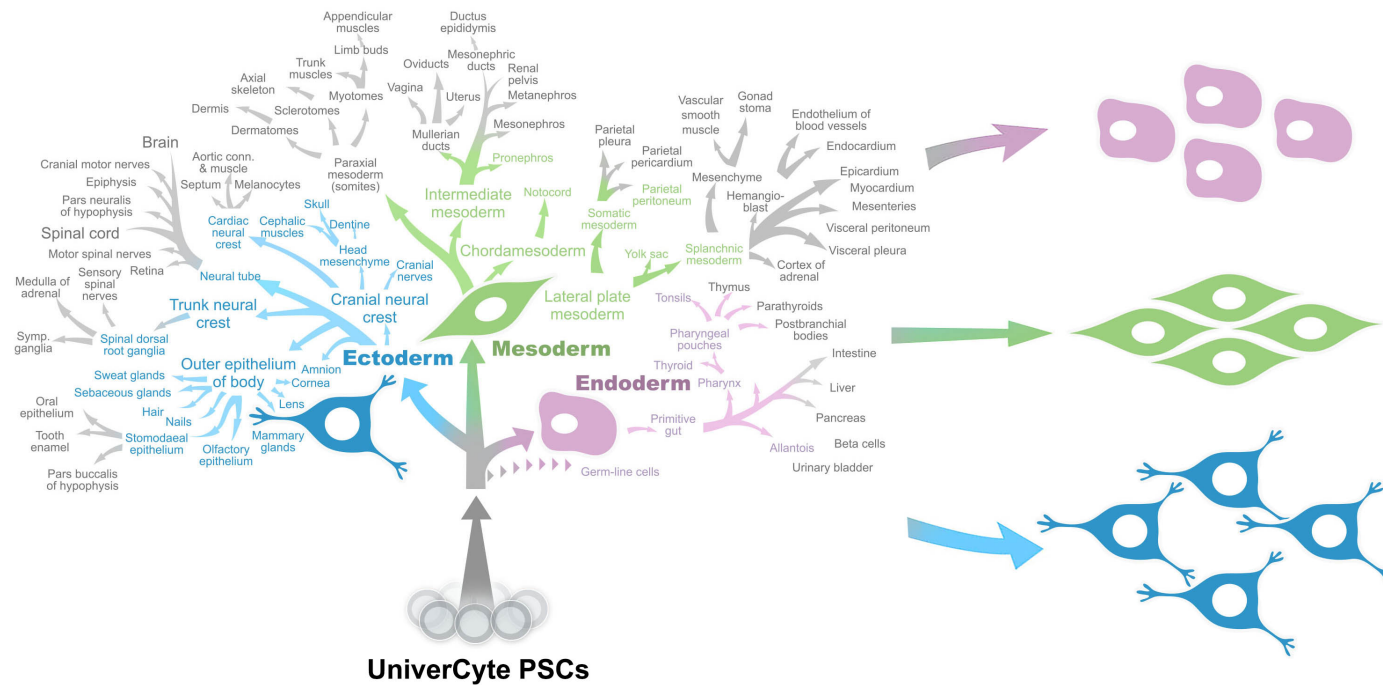 Appendicular
muscles
Limb buds
Trunk
muscles
Axial
skeleton
Myotomes
Sclerotomes
Dermis
Dermatomes
Paraxial
mesoderm
(somites)
Ductus
epididymis
Mesonephric
ducts
Oviducts
Renal
pelvis
Vagina
Uterus
Metanephros
Mullerian
ducts
Mesonephros
Pronephros
Intermediate
mesoderm
Notocord
Chordamesoderm
Parietal
pleura
Parietal
pericardium
Parietal
peritoneum
Somatic
mesoderm
Yolk sac
Lateral plate
mesoderm
Vascular
smooth
muscle
Gonad
stoma
Mesenchyme
Endothelium of
blood vessels
Endocardium
Hemangio-
blast
Epicardium
Myocardium
Mesenteries
Visceral peritoneum
Visceral pleura
Cortex of
adrenal
Splanchnic
mesoderm
Brain
Cranial motor nerves
Epiphysis
Pars neuralis
of hypophysis
Spinal cord
Motor spinal nerves
Retina
Neural tube
Aortic conn.
& muscle
Septum
Melanocytes
Cardiac
neural
crest
Skull
Cephalic
muscles
Dentine
Head
mesenchyme
Cranial
nerves
Cranial neural
crest
Sensory
spinal
nerves
Medulla of
adrenal
Symp.
ganglia
Spinal dorsal
root ganglia
Trunk neural
crest
Ectoderm
Mesoderm
Endoderm
Outer epithelium
of body
Amnion
Cornea
Lens
Sweat glands
Sebaceous glands
Hair
Nails
Oral
epithelium
Tooth
enamel
Stomodaeal
epithelium
Pars buccalis
of hypophysis
Olfactory
epithelium
Mammary
glands
Tonsils
Thymus
Parathyroids
Postbranchial
bodies
Pharyngeal
pouches
Thyroid
Pharynx
Intestine
Liver
Pancreas
Primitive
gut
Allantois
Beta cells
Urinary bladder
Germ-line cells
UniverCyte PSCs